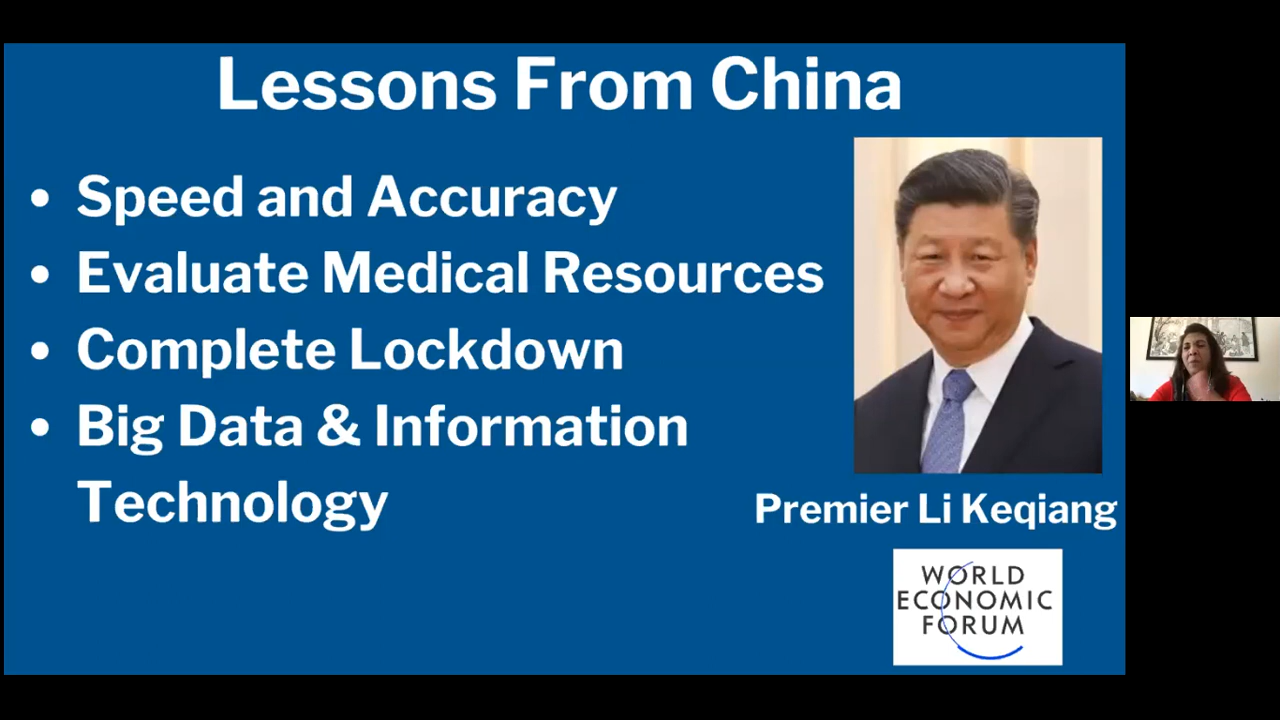 Lessons From China
• Speed and Accuracy
• Evaluate Medical Resources
• Complete Lockdown
• Big Data & Information
Technology
Premier Li Keqiang
WORLD
ECONOMIC
FORUM